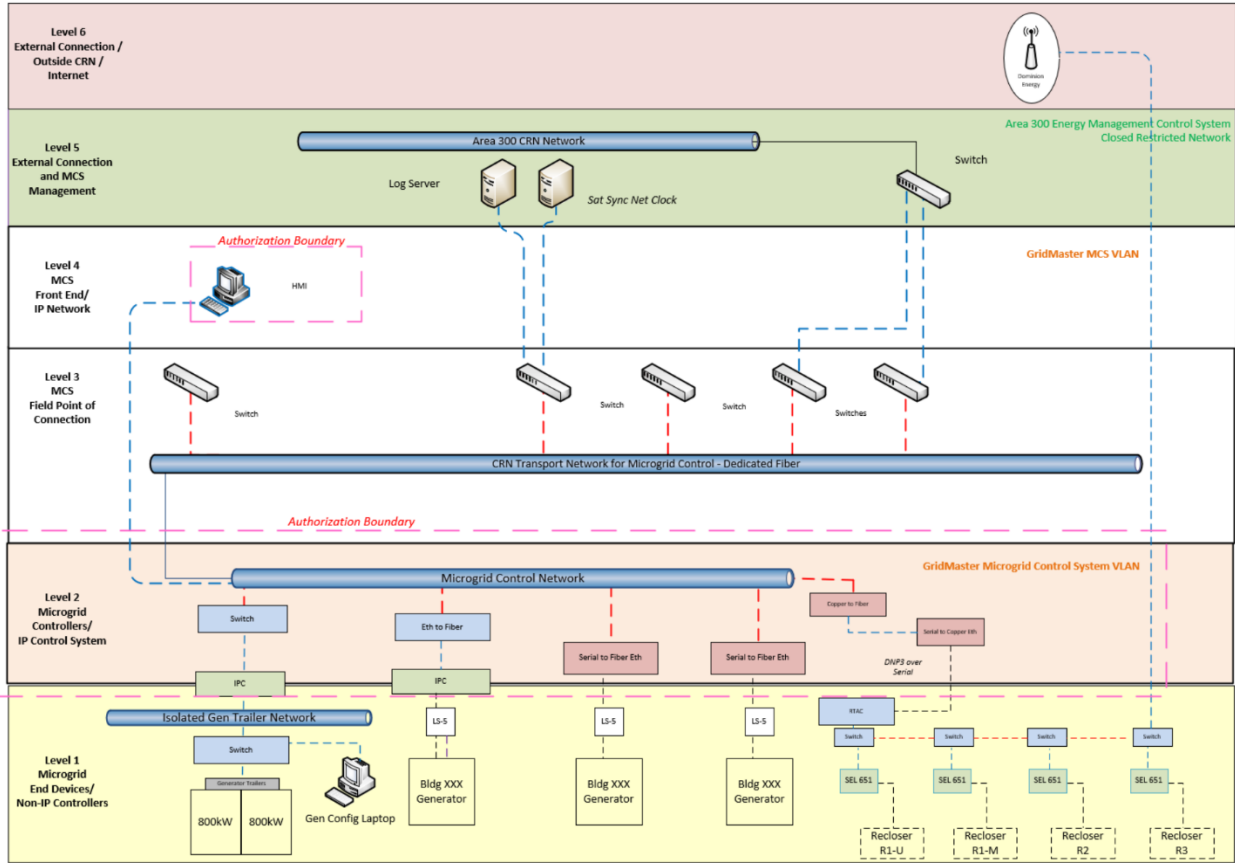 Level 6
External Connection /
Outside CRN /
Internet
Dominion
Energy
Area 300 Energy Management Control System
Closed Restricted Network
Level 5
External Connection
and MCS
Management
Area 300 CRN Network
Log Server
Sat Sync Net Clock
Switch
Authorization Boundary
GridMaster MCS VLAN
Level 4
MCS
Front End/
IP Network
HMI
Level 3
MCS
Field Point of
Connection
Switch
Switch
Switch
Switches
CRN Transport Network for Microgrid Control - Dedicated Fiber
Authorization Boundary
Level 2
Microgrid
Controllers/
IP Control System
Microgrid Control Network
GridMaster Microgrid Control System VLAN
Switch
Eth to Fiber
Serial to Fiber Eth
Serial to Fiber Eth
Copper to Fiber
Serial to Copper Eth
DNP3 over
Serial
IPC
IPC
Level 1
Microgrid
End Devices/
Non-IP Controllers
Isolated Gen Trailer Network
Switch
Generator Trailers
800kW
800kW
Gen Config Laptop
LS-5
LS-5
LS-5
Bldg XXX
Generator
Bldg XXX
Generator
Bldg XXX
Generator
RTAC
Switch
Switch
Switch
Switch
SEL 651
SEL 651
SEL 651
SEL 651
Recloser
R1-U
Recloser
R1-M
Recloser
R2
Recloser
R3